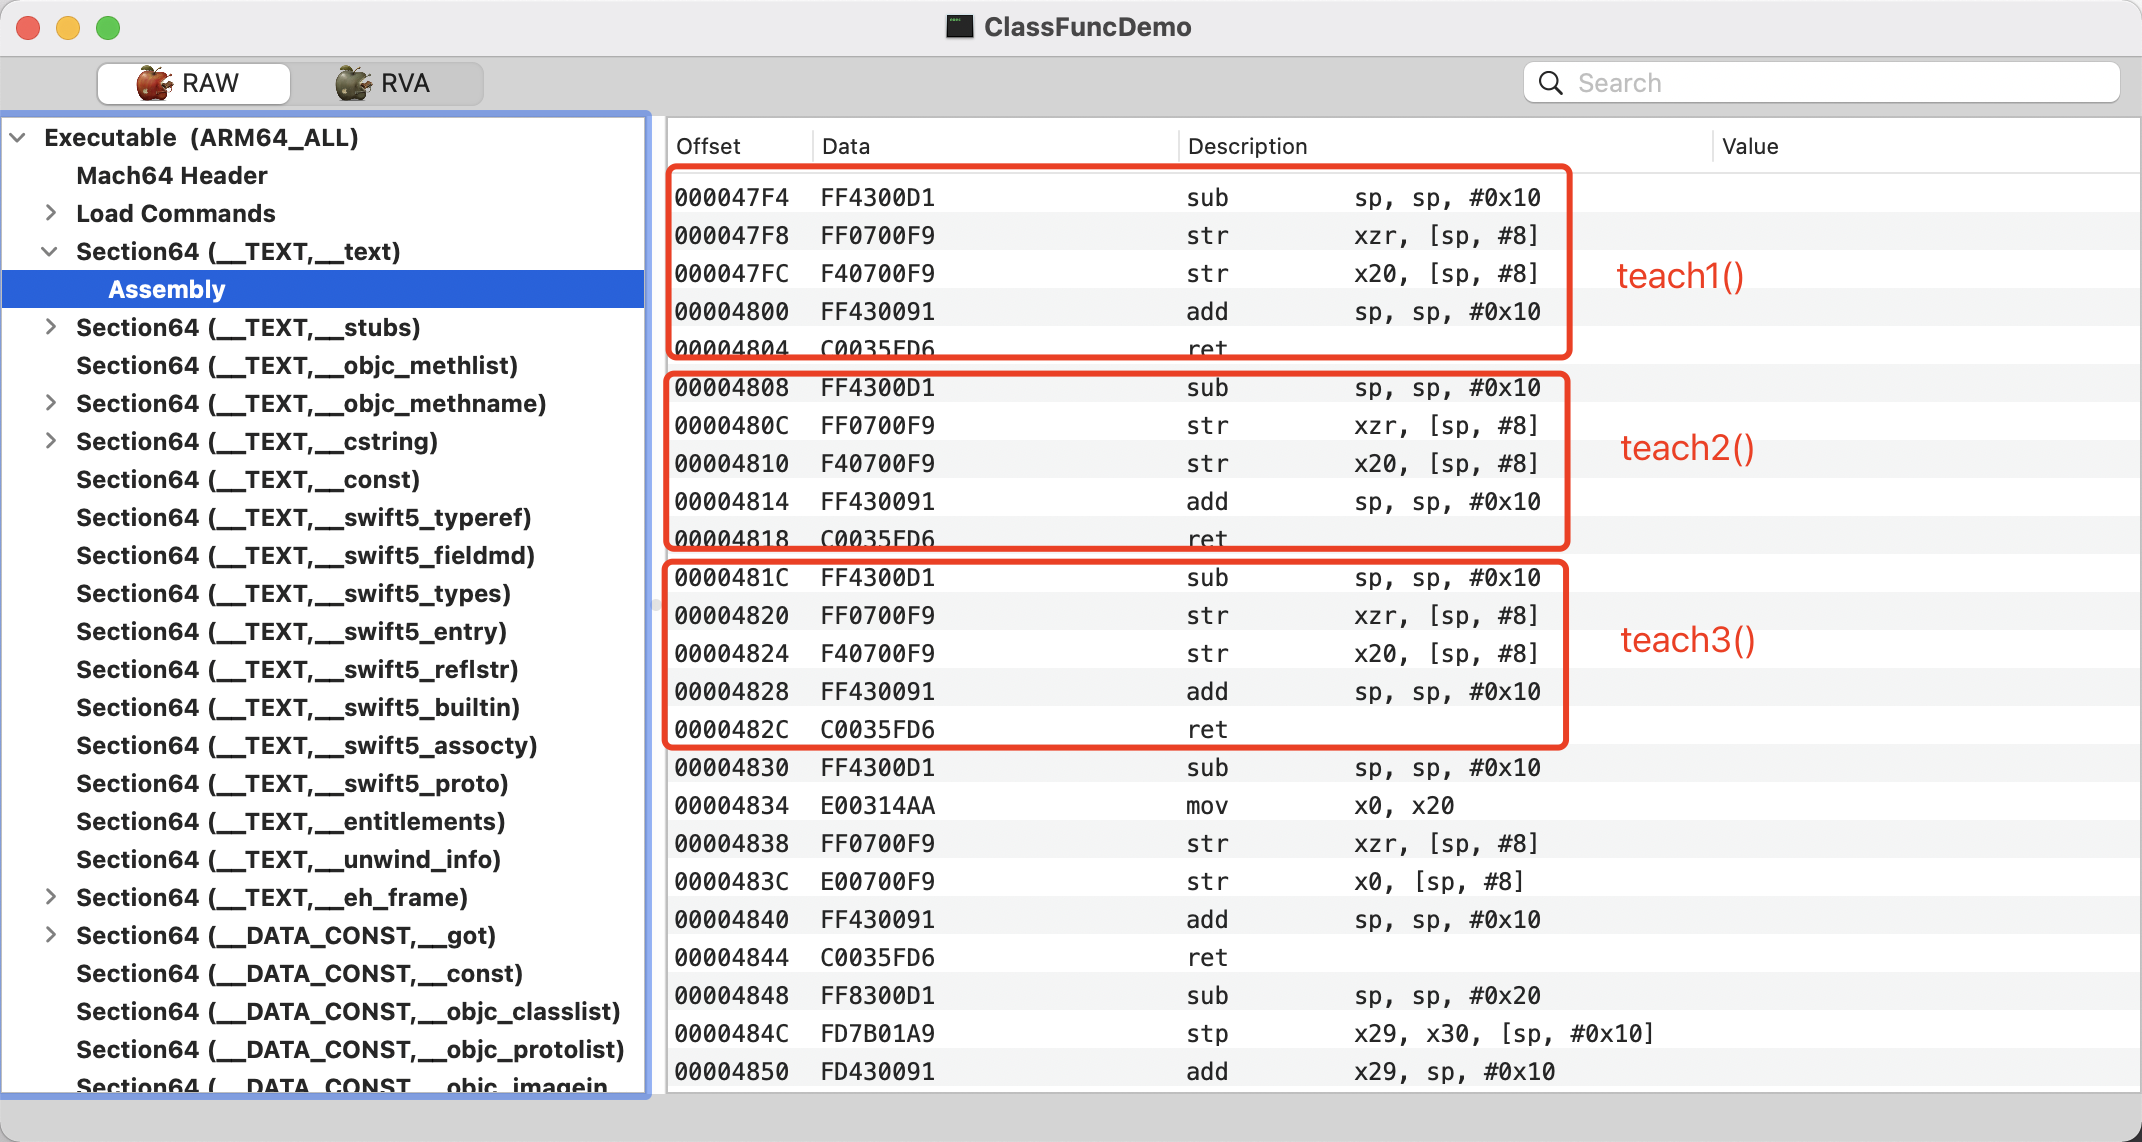 ClassFuncDemo
RAW
RVA
Search
Executable (ARM64_ALL)
Mach64 Header
Load Commands
Section64 (__TEXT,__text)
Assembly
Section64 (__TEXT,__stubs)
Section64 (__TEXT,__objc_methlist)
Section64 (__TEXT,__objc_methname)
Section64 (__TEXT,__cstring)
Section64 (__TEXT,__const)
Section64 (__TEXT,__swift5_typeref)
Section64 (__TEXT,__swift5_fieldmd)
Section64 (__TEXT,__swift5_types)
Section64 (__TEXT,__swift5_entry)
Section64 (__TEXT,__swift5_reflstr)
Section64 (__TEXT,__swift5_builtin)
Section64 (__TEXT,__swift5_assocty)
Section64 (__TEXT,__swift5_proto)
Section64 (__TEXT,__entitlements)
Section64 (__TEXT,__unwind_info)
Section64 (__TEXT,__eh_frame)
Section64 (__DATA_CONST,__got)
Section64 (__DATA_CONST,__const)
Section64 (__DATA_CONST,__objc_classlist)
Section64 (__DATA_CONST,__objc_protolist)
Section64 (__DATA_CONST,__objc_imagein
Offset Data Description Value
000047F4 FF4300D1 sub sp, sp, #0x10
000047F8 FF0700F9 str xzr, [sp, #8]
000047FC F40700F9 str x20, [sp, #8]
00004800 FF430091 add sp, sp, #0x10
00004804 C0035FD6 ret
teach1()
00004808 FF4300D1 sub sp, sp, #0x10
0000480C FF0700F9 str xzr, [sp, #8]
00004810 F40700F9 str x20, [sp, #8]
00004814 FF430091 add sp, sp, #0x10
00004818 C0035FD6 ret
teach2()
0000481C FF4300D1 sub sp, sp, #0x10
00004820 FF0700F9 str xzr, [sp, #8]
00004824 F40700F9 str x20, [sp, #8]
00004828 FF430091 add sp, sp, #0x10
0000482C C0035FD6 ret
teach3()
00004830 FF4300D1 sub sp, sp, #0x10
00004834 E00314AA mov x0, x20
00004838 FF0700F9 str xzr, [sp, #8]
0000483C E00700F9 str x0, [sp, #8]
00004840 FF430091 add sp, sp, #0x10
00004844 C0035FD6 ret
00004848 FF8300D1 sub sp, sp, #0x20
0000484C FD7B01A9 stp x29, x30, [sp, #0x10]
00004850 FD430091 add x29, sp, #0x10